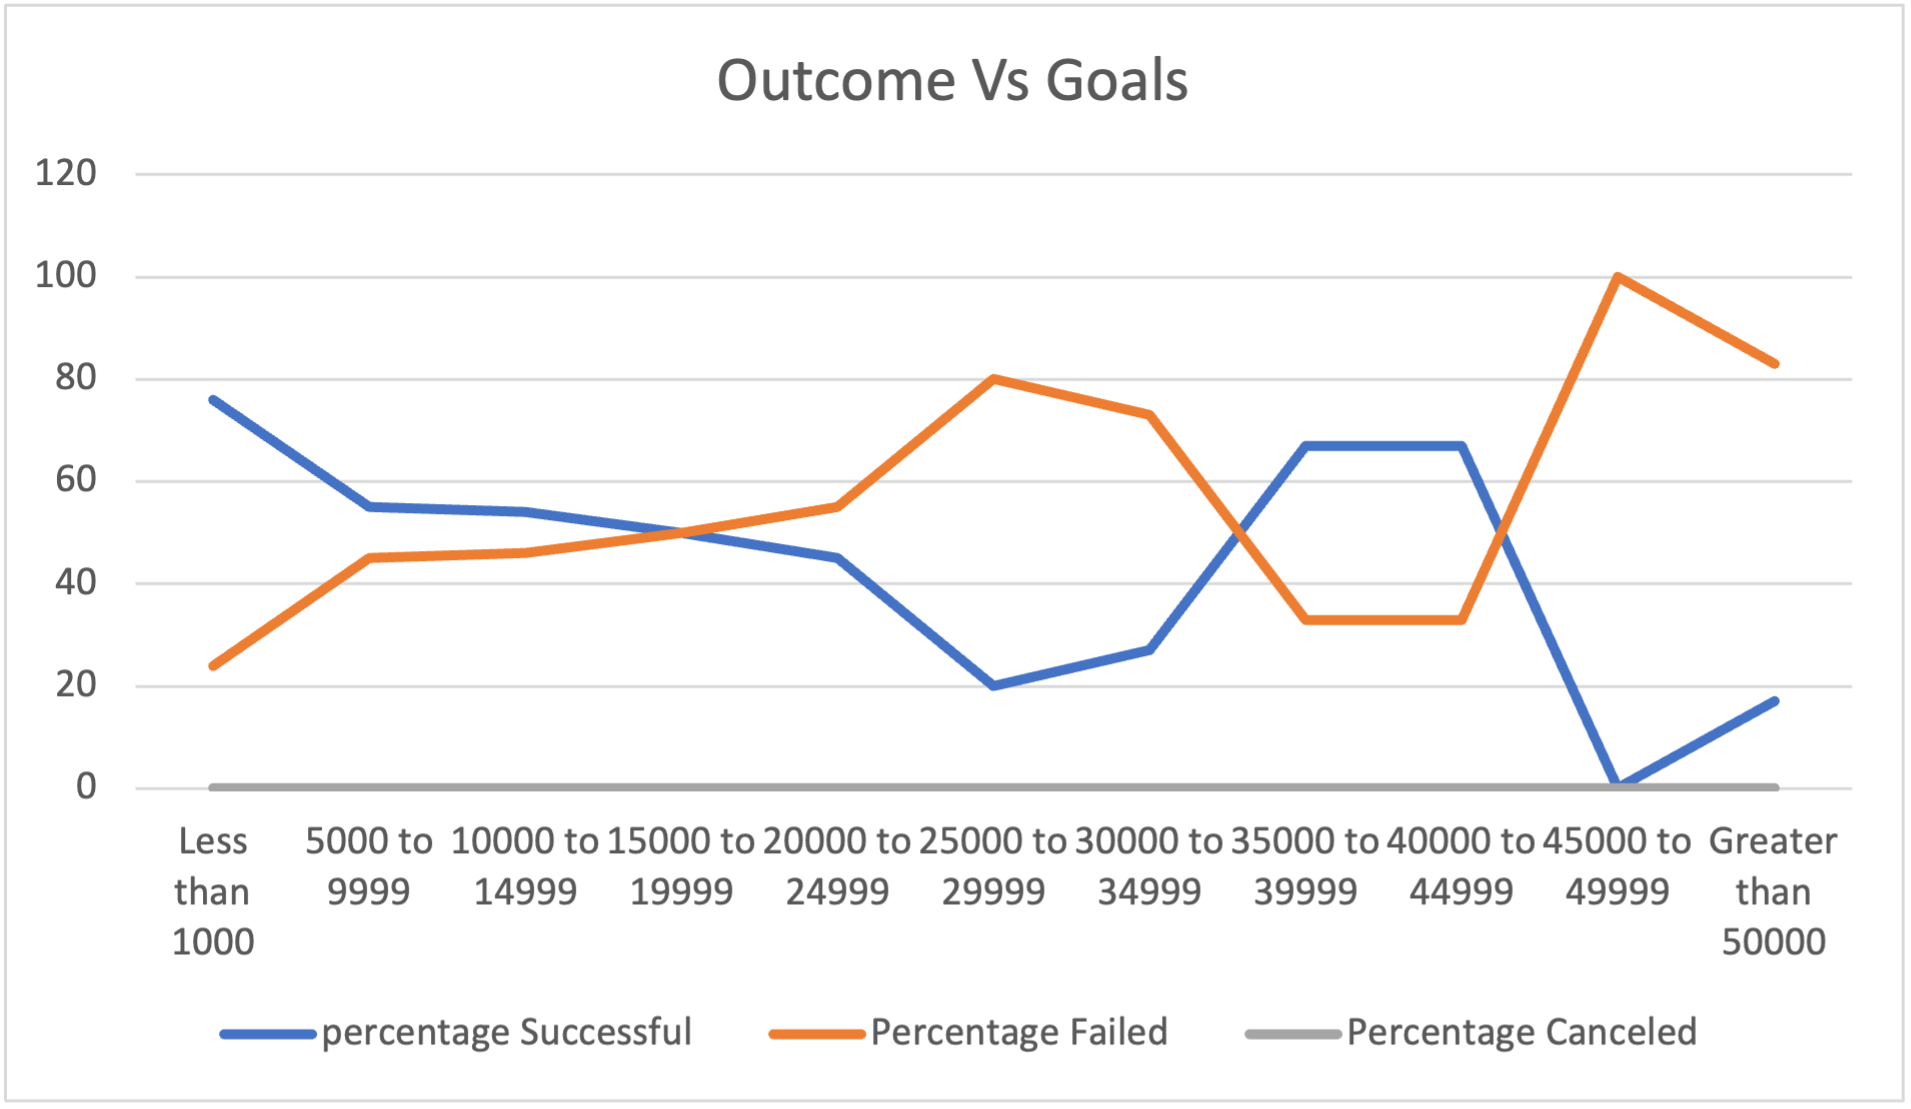 Outcome Vs Goals
120
100
80
60
40
20
0
Less than 1000
5000 to 9999
10000 to 14999
15000 to 19999
20000 to 24999
25000 to 29999
30000 to 34999
35000 to 39999
40000 to 44999
45000 to 49999
Greater than 50000
percentage Successful
Percentage Failed
Percentage Canceled